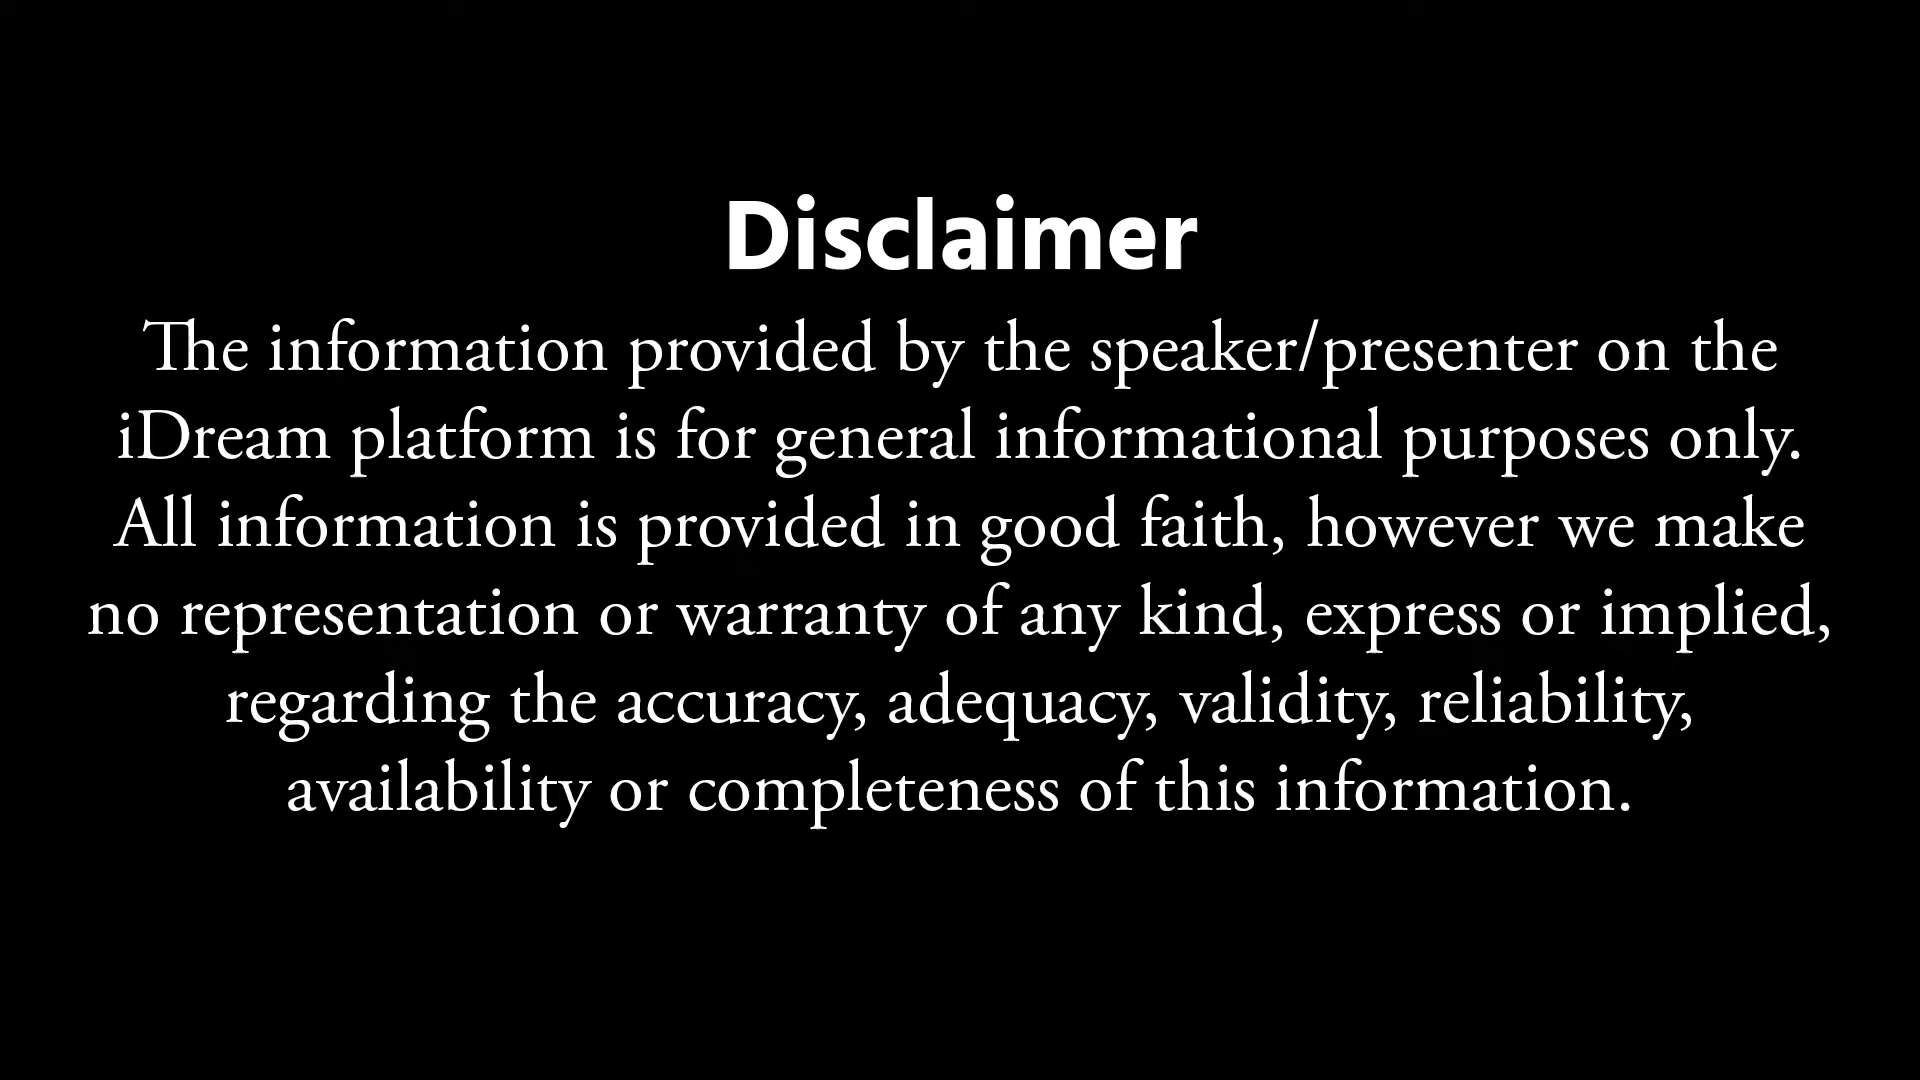 Disclaimer
The information provided by the speaker/presenter on the
iDream platform is for general informational purposes only.
All information is provided in good faith, however we make
no representation or warranty of any kind, express or implied,
regarding the accuracy, adequacy, validity, reliability,
availability or completeness of this information.